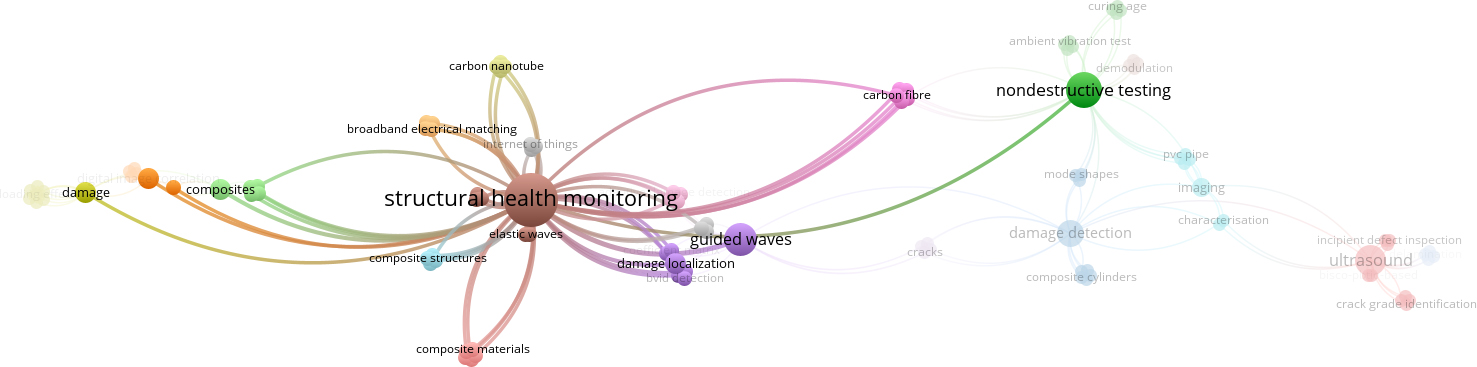 curing age
ambient vibration test
carbon nanotube
demodulation
nondestructive testing
carbon fibre
broadband electrical matching
internet of things
pvc pipe
mode shapes
digital image correlation
imaging
damage
composites
structural health monitoring
characterisation
elastic waves
guided waves
damage detection
incipient defect inspection
cracks
composite structures
damage localization
ultrasound
bvid detection
composite cylinders
crack grade identification
composite materials